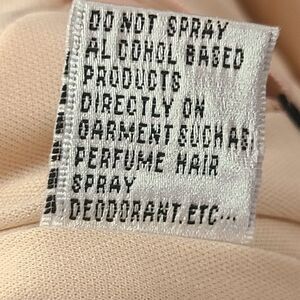 DO NOT SPRAY
ALCOHOL BASED
PRODUCTS
DIRECTLY ON
GARMENT SUCH AS:
PERFUME HAIR
SPRAY
DEODORANT.ETC...